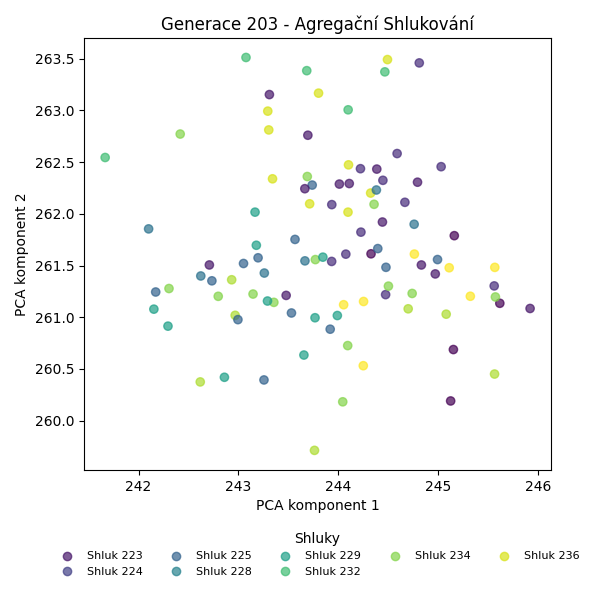 Generace 203 - Agregační Shlukování
263.5
263.0
262.5
262.0
261.5
261.0
260.5
260.0
PCA komponent 2
242 243 244 245 246
PCA komponent 1
Shluky
Shluk 223 Shluk 225 Shluk 229 Shluk 234 Shluk 236
Shluk 224 Shluk 228 Shluk 232